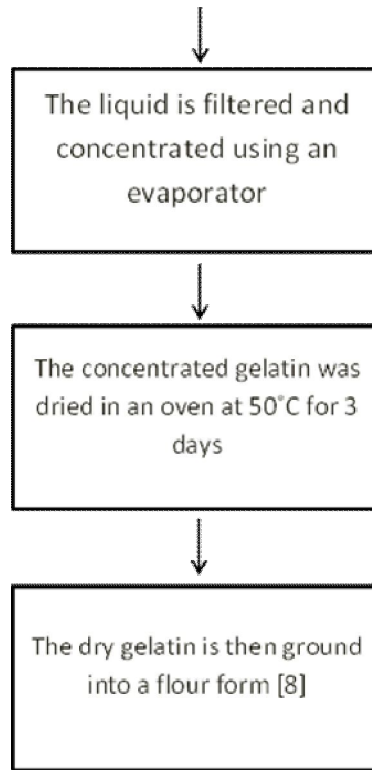 The liquid is filtered and
concentrated using an
evaporator
The concentrated gelatin was
dried in an oven at 50˚C for 3
days
The dry gelatin is then ground
into a flour form [8]